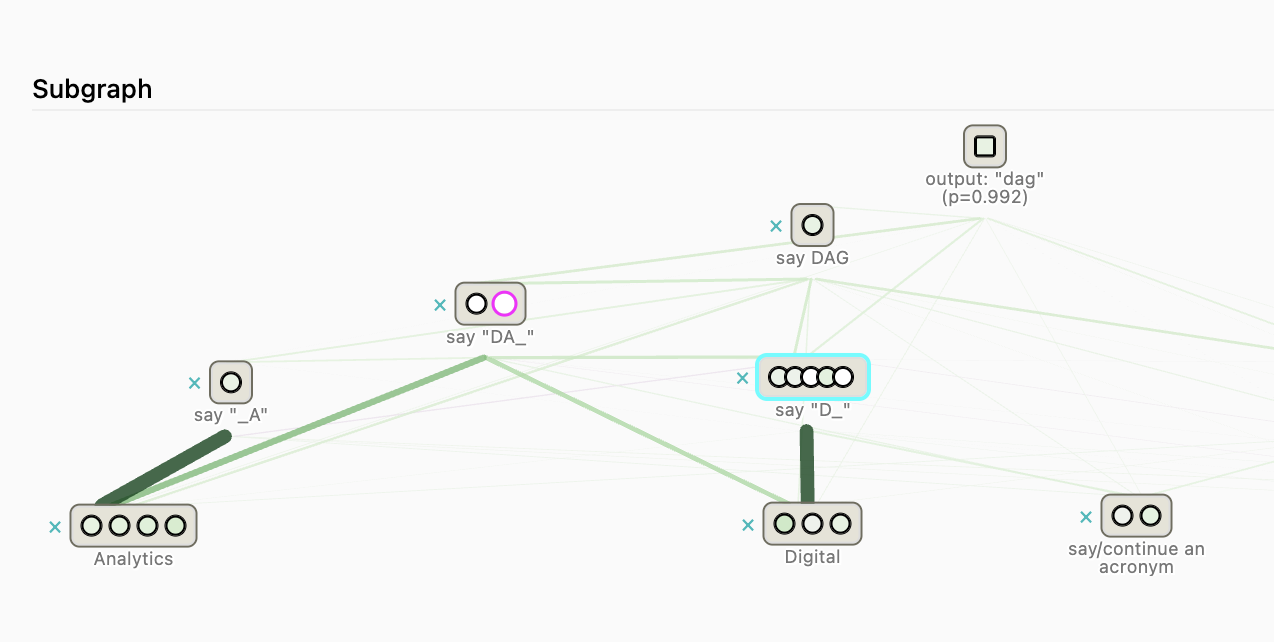 Subgraph
output: "dag"
(p=0.992)
say DAG
say "DA_"
say "_A"
say "D_"
Analytics
Digital
say/continue an
acronym